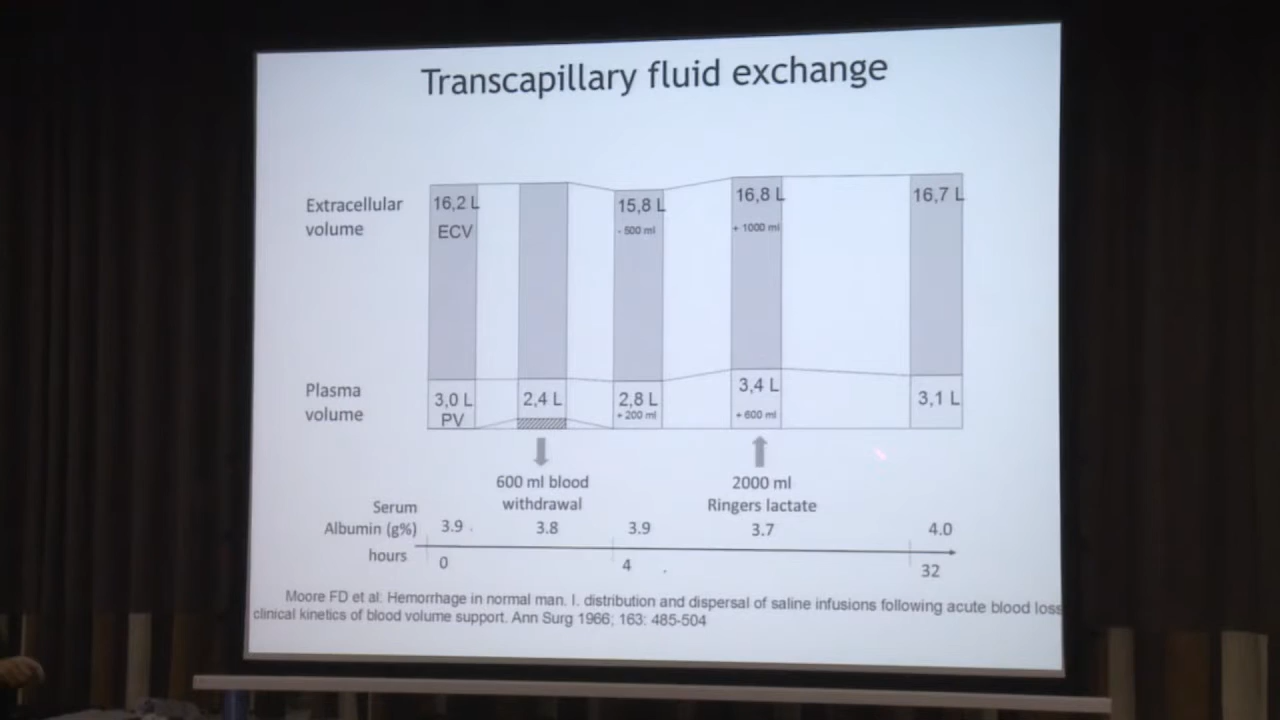 Transcapillary fluid exchange
Extracellular
volume
16,2 L
ECV
15,8 L
- 500 ml
16,8 L
+ 1000 ml
16,7 L
Plasma
volume
3,0 L
PV
2,4 L
2,8 L
+ 200 ml
3,4 L
+ 600 ml
3,1 L
600 ml blood
withdrawal
2000 ml
Ringers lactate
Serum
Albumin (g%) 3.9 3.8 3.9 3.7 4.0
hours 0 4 32
Moore FD et al: Hemorrhage in normal man. I. distribution and dispersal of saline infusions following acute blood loss
clinical kinetics of blood volume support. Ann Surg 1966; 163: 485-504